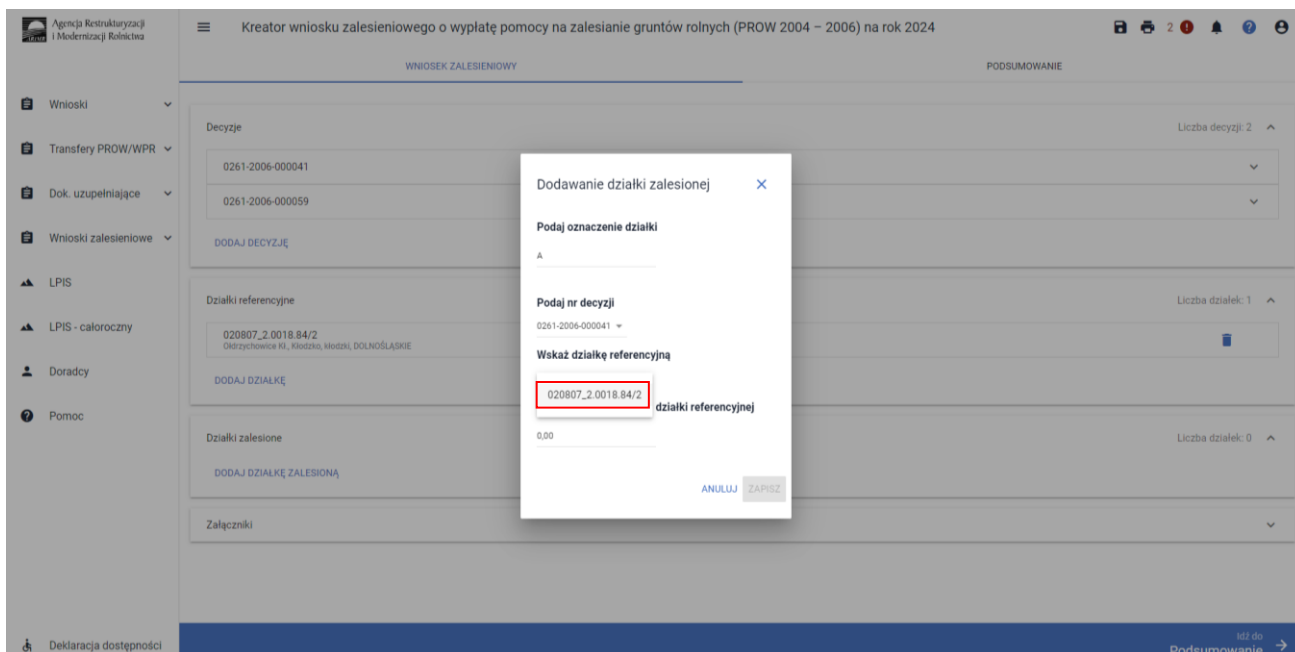 Agencja Restrukturyzacji
i Modernizacji Rolnictwa
Kreator wniosku zalesieniowego o wypłatę pomocy na zalesianie gruntów rolnych (PROW 2004 – 2006) na rok 2024
2
WNIOSEK ZALESIENIOWY
PODSUMOWANIE
Wnioski
Transfery PROW/WPR
Dok. uzupełniające
Wnioski zalesieniowe
LPIS
LPIS - całoroczny
Doradcy
Pomoc
Deklaracja dostępności
Decyzje
Liczba decyzji: 2
0261-2006-000041
0261-2006-000059
DODAJ DECYZJĘ
Działki referencyjne
Liczba działek: 1
020807_2.0018.84/2
Ołdrzychowice Kł., Kłodzko, kłodzki, DOLNOŚLĄSKIE
DODAJ DZIAŁKĘ
Działki zalesione
Liczba działek: 0
DODAJ DZIAŁKĘ ZALESIONĄ
Załączniki
Dodawanie działki zalesionej
Podaj oznaczenie działki
A
Podaj nr decyzji
0261-2006-000041
Wskaż działkę referencyjną
020807_2.0018.84/2
działki referencyjnej
0,00
ANULUJ ZAPISZ
Idź do
Podsumowanie